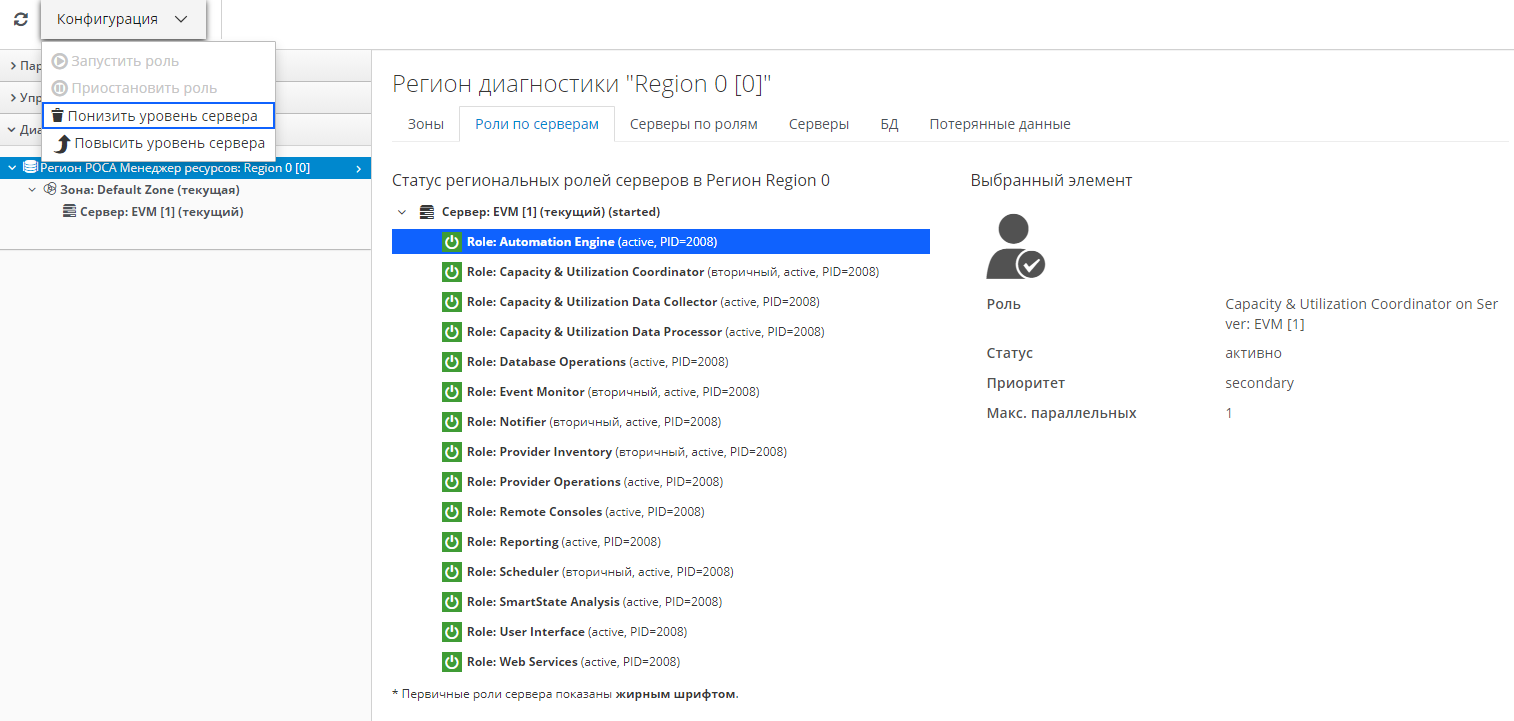 Конфигурация
Запустить роль
Приостановить роль
Понизить уровень сервера
Повысить уровень сервера
Пар
Упр
Диа
Регион РОСА Менеджер ресурсов: Region 0 [0]
Зона: Default Zone (текущая)
Сервер: EVM [1] (текущий)
Регион диагностики "Region 0 [0]"
Зоны
Роли по серверам
Серверы по ролям
Серверы
БД
Потерянные данные
Статус региональных ролей серверов в Регион Region 0
Сервер: EVM [1] (текущий) (started)
Role: Automation Engine (active, PID=2008)
Role: Capacity & Utilization Coordinator (вторичный, active, PID=2008)
Role: Capacity & Utilization Data Collector (active, PID=2008)
Role: Capacity & Utilization Data Processor (active, PID=2008)
Role: Database Operations (active, PID=2008)
Role: Event Monitor (вторичный, active, PID=2008)
Role: Notifier (вторичный, active, PID=2008)
Role: Provider Inventory (вторичный, active, PID=2008)
Role: Provider Operations (active, PID=2008)
Role: Remote Consoles (active, PID=2008)
Role: Reporting (active, PID=2008)
Role: Scheduler (вторичный, active, PID=2008)
Role: SmartState Analysis (active, PID=2008)
Role: User Interface (active, PID=2008)
Role: Web Services (active, PID=2008)
* Первичные роли сервера показаны жирным шрифтом.
Выбранный элемент
Роль
Capacity & Utilization Coordinator on Ser
ver: EVM [1]
Статус
активно
Приоритет
secondary
Макс. параллельных
1